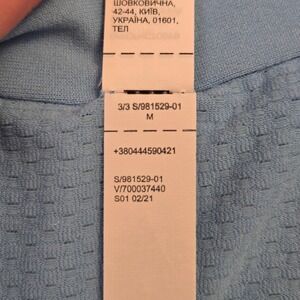 ШОВКОВИЧНА,
42-44, КИЇВ,
УКРАЇНА, 01601,
ТЕЛ
3/3 S/981529-01
M
+380444590421
S/981529-01
V/700037440
S01 02/21